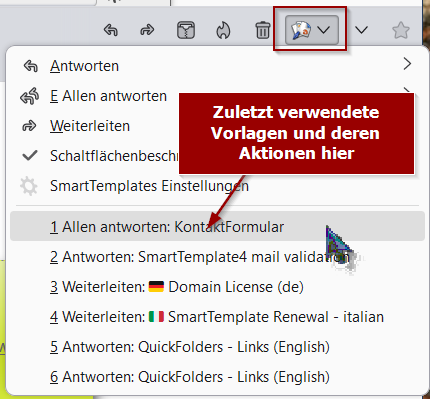 Antworten
E Allen antworten
Weiterleiten
Schaltflächenbesch
SmartTemplates Einstellungen
Zuletzt verwendete
Vorlagen und deren
Aktionen hier
1 Allen antworten: KontaktFormular
2 Antworten: SmartTemplate4 mail validation
3 Weiterleiten: Domain License (de)
4 Weiterleiten: SmartTemplate Renewal - italian
5 Antworten: QuickFolders - Links (English)
6 Antworten: QuickFolders - Links (English)